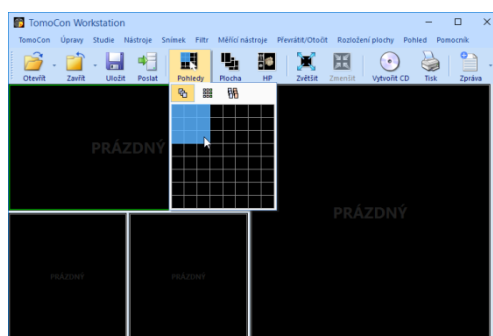 TomoCon Workstation
TomoCon Úpravy Studie Nástroje Snímek Filtr Měřící nástroje Převrátit/Otočit Rozložení plochy Pohled Pomocník
Otevřít Zavřít Uložit Poslat Pohledy Plocha HP Zvětšit Zmenšit Vytvořit CD Tisk Zpráva
PRÁZDNÝ
PRÁZDNÝ
PRÁZDNÝ PRÁZDNÝ